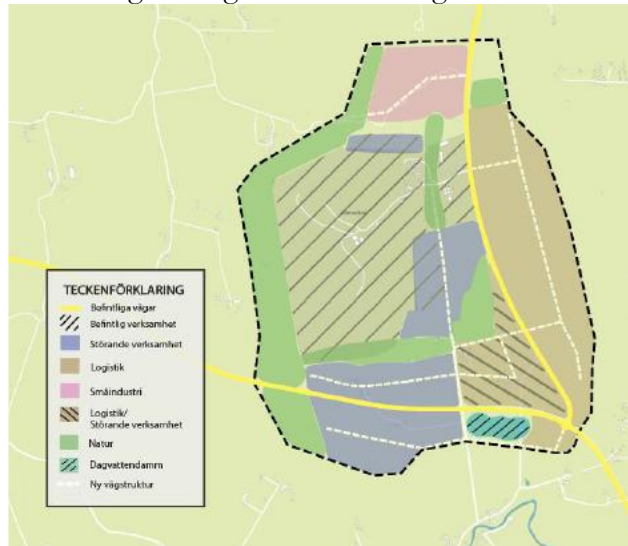 TECKENFÖRKLARING
Befintliga vägar
Befintlig verksamhet
Störande verksamhet
Logistik
Småindustri
Logistik/
Störande verksamhet
Natur
Dagvattendamm
Ny vägstruktur